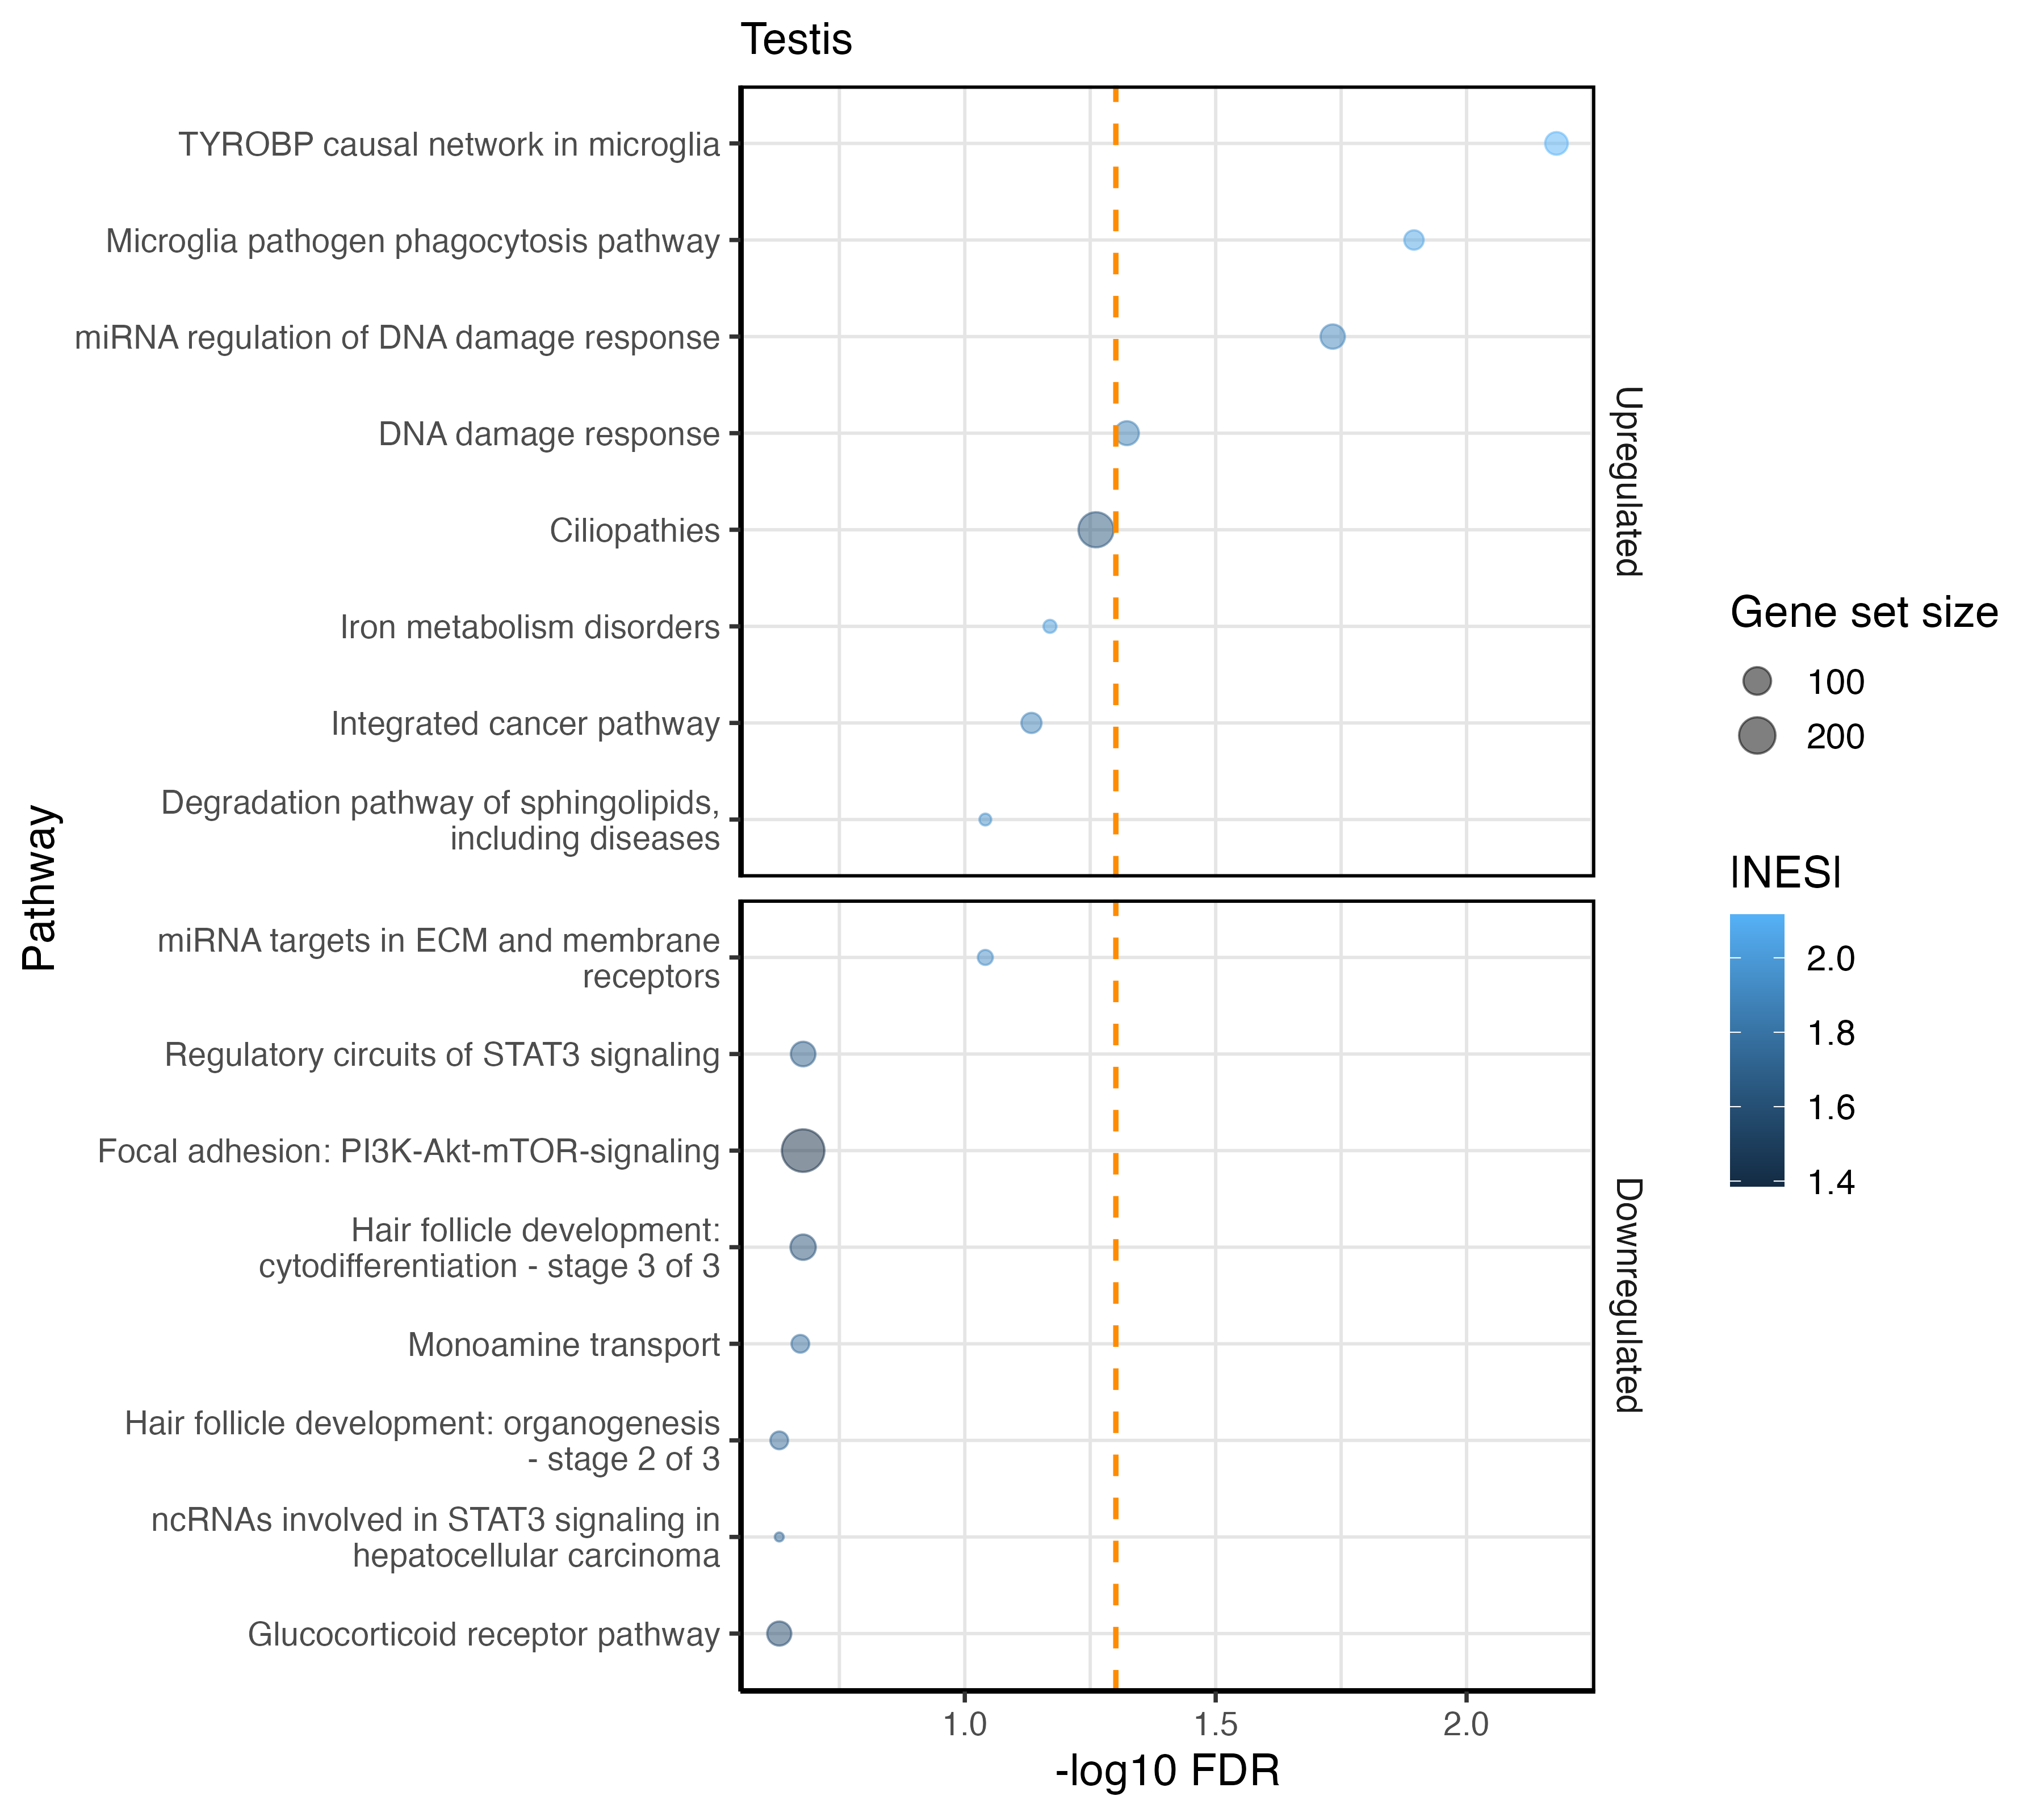 Testis
Pathway
TYROBP causal network in microglia
Microglia pathogen phagocytosis pathway
miRNA regulation of DNA damage response
DNA damage response
Ciliopathies
Iron metabolism disorders
Integrated cancer pathway
Degradation pathway of sphingolipids,
including diseases
Upregulated
miRNA targets in ECM and membrane
receptors
Regulatory circuits of STAT3 signaling
Focal adhesion: PI3K-Akt-mTOR-signaling
Hair follicle development:
cytodifferentiation - stage 3 of 3
Monoamine transport
Hair follicle development: organogenesis
- stage 2 of 3
ncRNAs involved in STAT3 signaling in
hepatocellular carcinoma
Glucocorticoid receptor pathway
Downregulated
1.0
1.5
2.0
-log10 FDR
Gene set size
100
200
|NES|
2.0
1.8
1.6
1.4